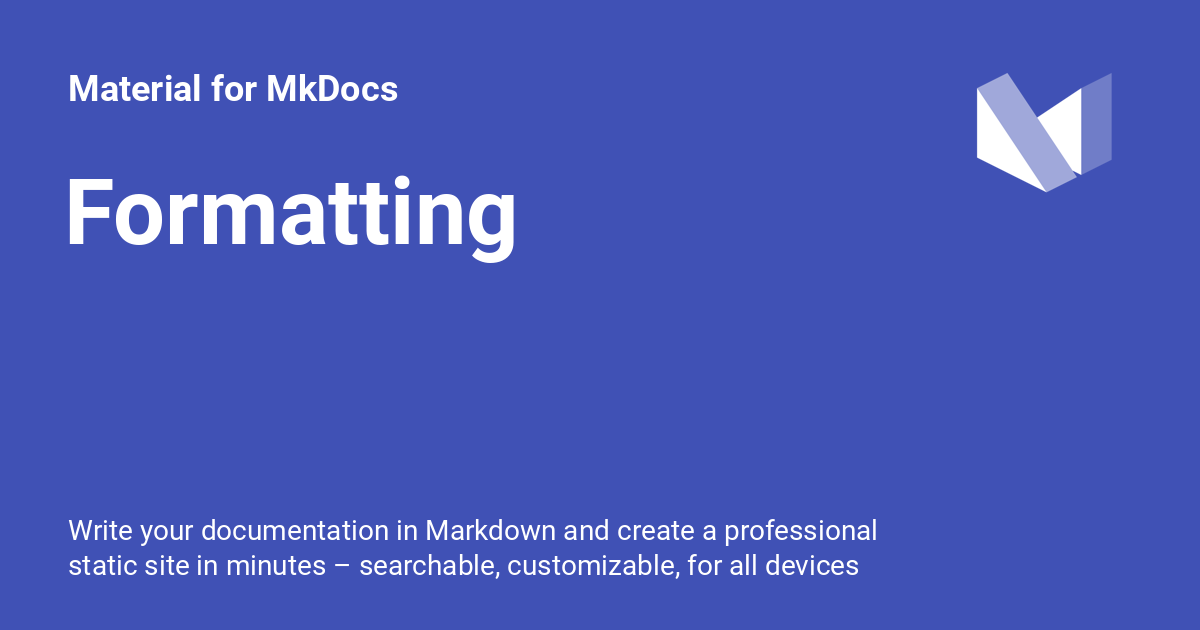 Material for MkDocs
Formatting
Write your documentation in Markdown and create a professional
static site in minutes – searchable, customizable, for all devices